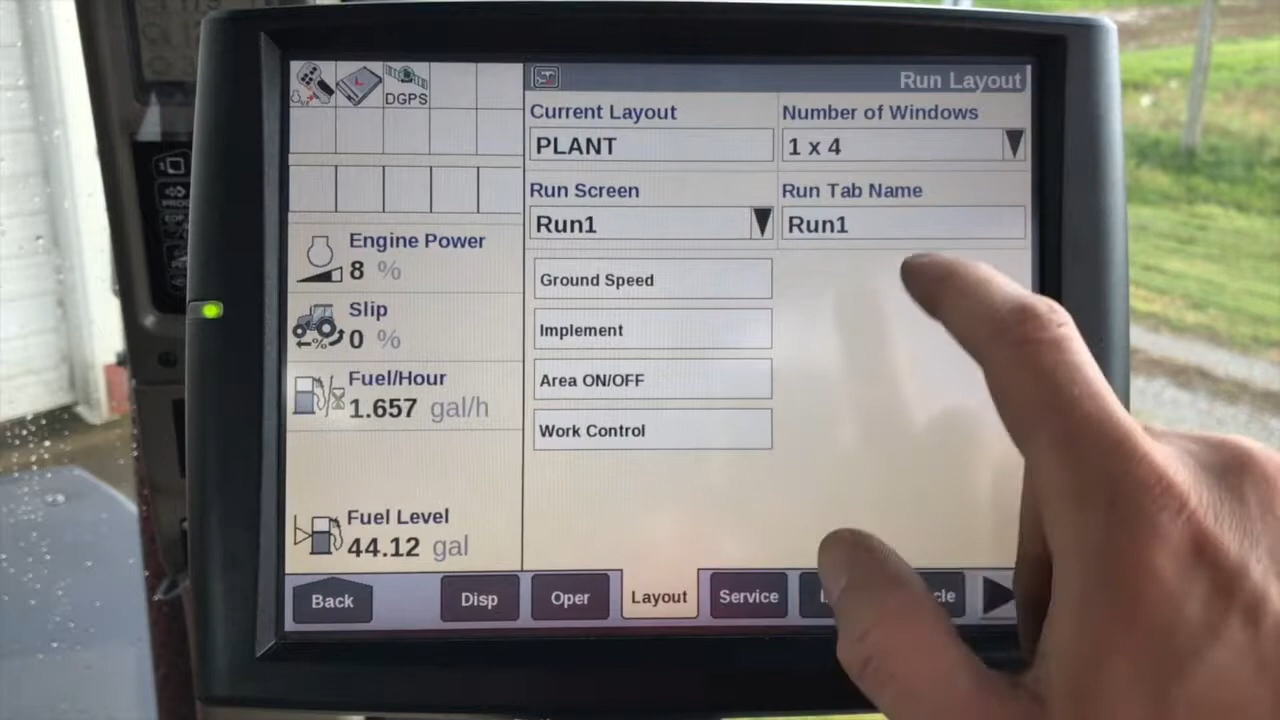 DGPS
Run Layout
Current Layout
Number of Windows
PLANT
1 x 4
Run Screen
Run Tab Name
Run1
Run1
Engine Power
8 %
Slip
0 %
Fuel/Hour
1.657 gal/h
Fuel Level
44.12 gal
Ground Speed
Implement
Area ON/OFF
Work Control
Back
Disp
Oper
Layout
Service